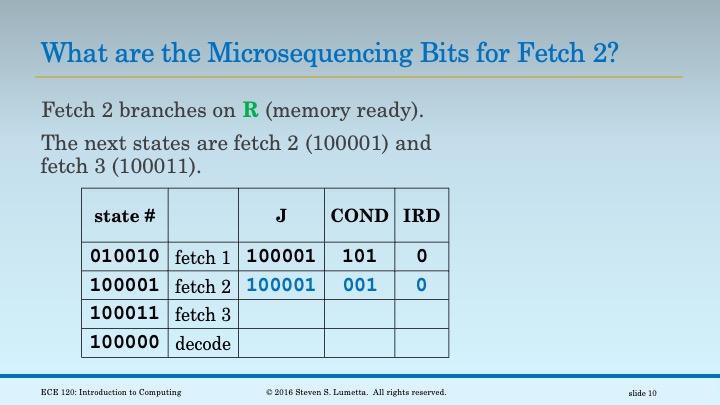 What are the Microsequencing Bits for Fetch 2?
Fetch 2 branches on R (memory ready).
The next states are fetch 2 (100001) and
fetch 3 (100011).
state # J COND IRD
010010 fetch 1 100001 101 0
100001 fetch 2 100001 001 0
100011 fetch 3
100000 decode
ECE 120: Introduction to Computing © 2016 Steven S. Lumetta. All rights reserved. slide 10